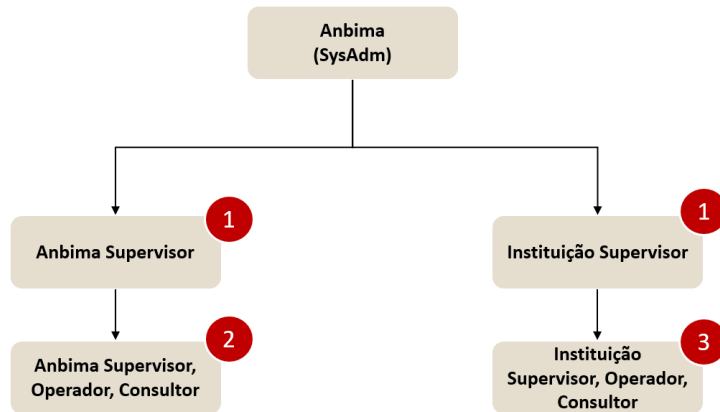 Anbima
(SysAdm)
1
Anbima Supervisor
1
Instituição Supervisor
2
Anbima Supervisor,
Operador, Consultor
3
Instituição
Supervisor, Operador,
Consultor